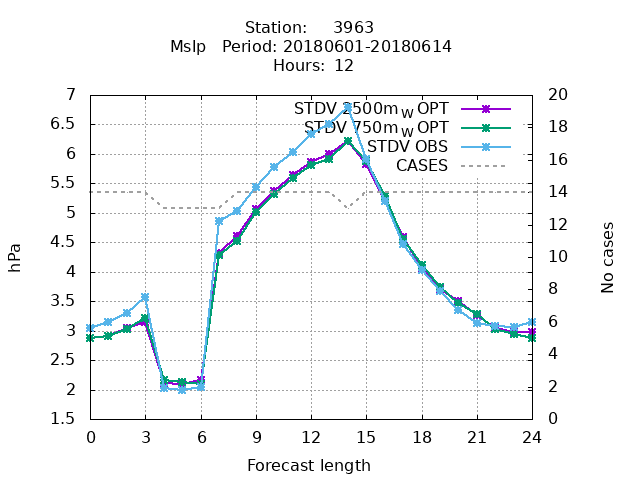 Station: 3963
Mslp Period: 20180601-20180614
Hours: 12
STDV 2500m W OPT
STDV 750m W OPT
STDV OBS
CASES
hPa
7
6.5
6
5.5
5
4.5
4
3.5
3
2.5
2
1.5
20
18
16
14
12
10
8
6
4
2
0
No cases
0 3 6 9 12 15 18 21 24
Forecast length